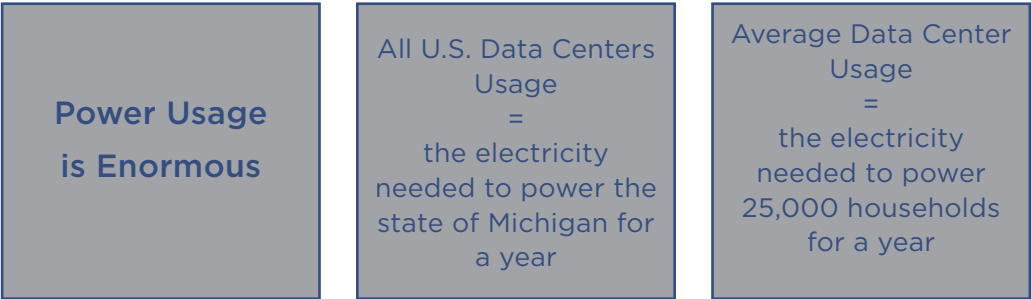 Power Usage
is Enormous
All U.S. Data Centers
Usage
=
the electricity
needed to power the
state of Michigan for
a year
Average Data Center
Usage
=
the electricity
needed to power
25,000 households
for a year